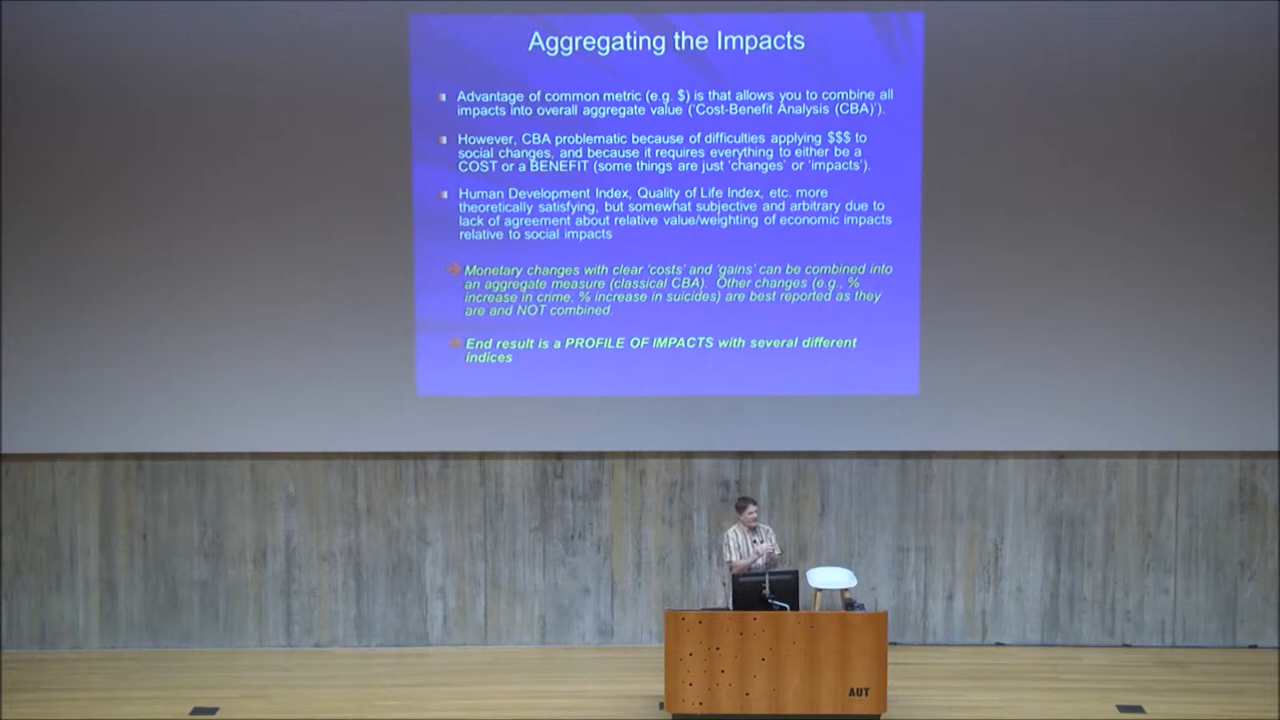 Aggregating the Impacts
Advantage of common metric (e.g. $) is that allows you to combine all
impacts into overall aggregate value ('Cost-Benefit Analysis (CBA)').
However, CBA problematic because of difficulties applying $$$ to
social changes, and because it requires everything to either be a
COST or a BENEFIT (some things are just 'changes' or 'impacts').
Human Development Index, Quality of Life Index, etc. more
theoretically satisfying, but somewhat subjective and arbitrary due to
lack of agreement about relative value/weighting of economic impacts
relative to social impacts
Monetary changes with clear 'costs' and 'gains' can be combined into
an aggregate measure (classical CBA). Other changes (e.g., %
increase in crime, % increase in suicides) are best reported as they
are and NOT combined.
End result is a PROFILE OF IMPACTS with several different
indices
AUT